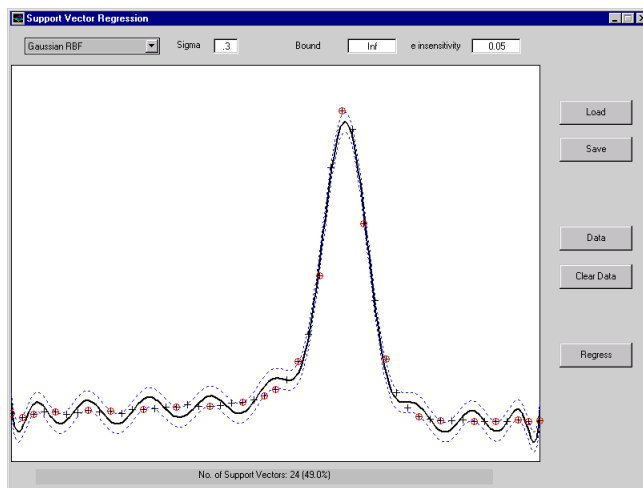 Support Vector Regression
Gaussian RBF Sigma .3 Bound Inf e insensitivity 0.05
Load
Save
Data
Clear Data
Regress
No. of Support Vectors: 24 (49.0%)